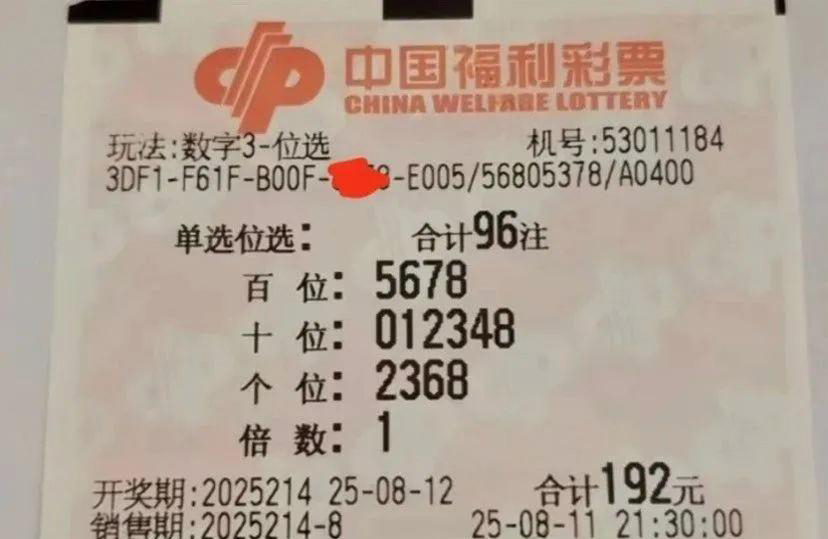 中国福利彩票
CHINA WELFARE LOTTERY
玩法:数字3-位选 机号:53011184
3DF1-F61F-B00F- -E005/56805378/A0400
单选位选: 合计96注
百 位: 5678
十 位: 012348
个 位: 2368
倍 数: 1
开奖期:2025214 25-08-12 合计192元
销售期:2025214-8 25-08-11 21:30:00